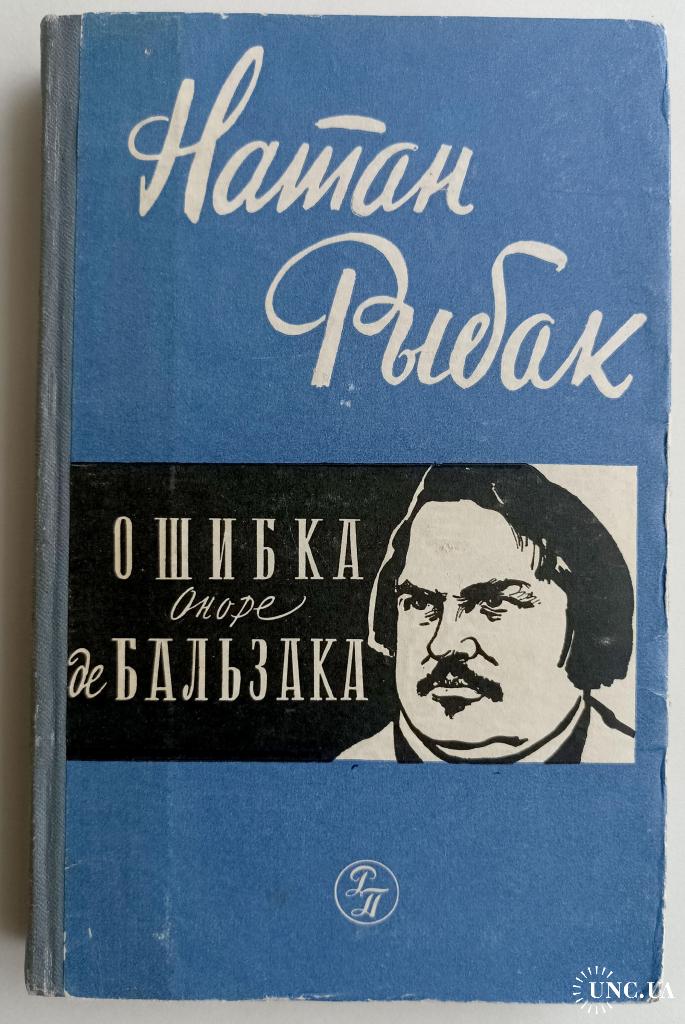 Натан
Рыбак
ОШИБКА
Оноре
де БАЛЬЗАКА
РП
UNC.UA